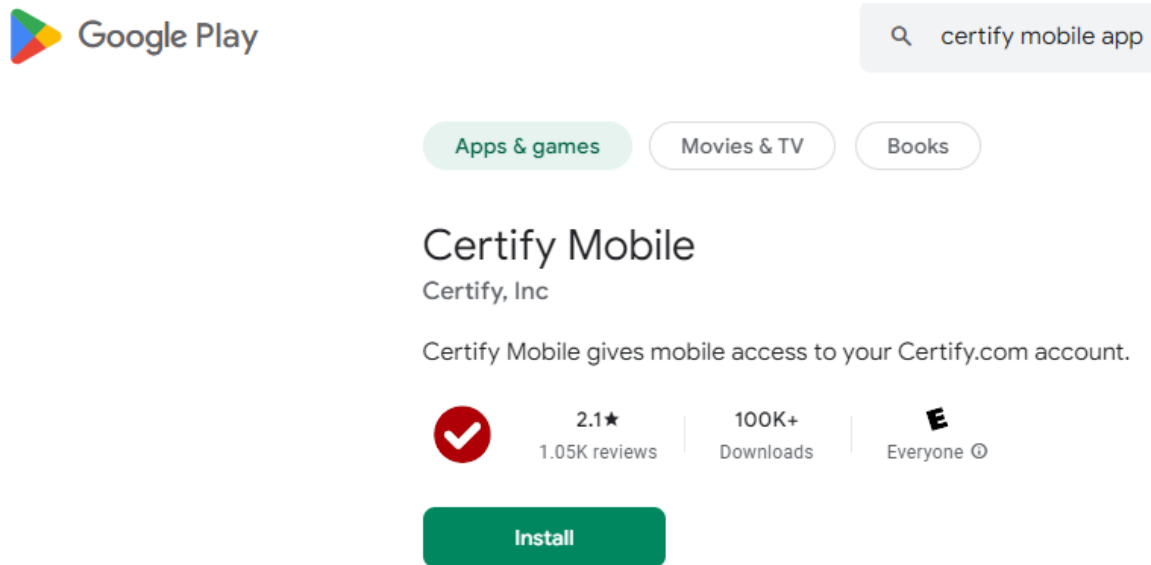 Google Play
certify mobile app
Apps & games
Movies & TV
Books
Certify Mobile
Certify, Inc
Certify Mobile gives mobile access to your Certify.com account.
2.1★
1.05K reviews
100K+
Downloads
E
Everyone
Install